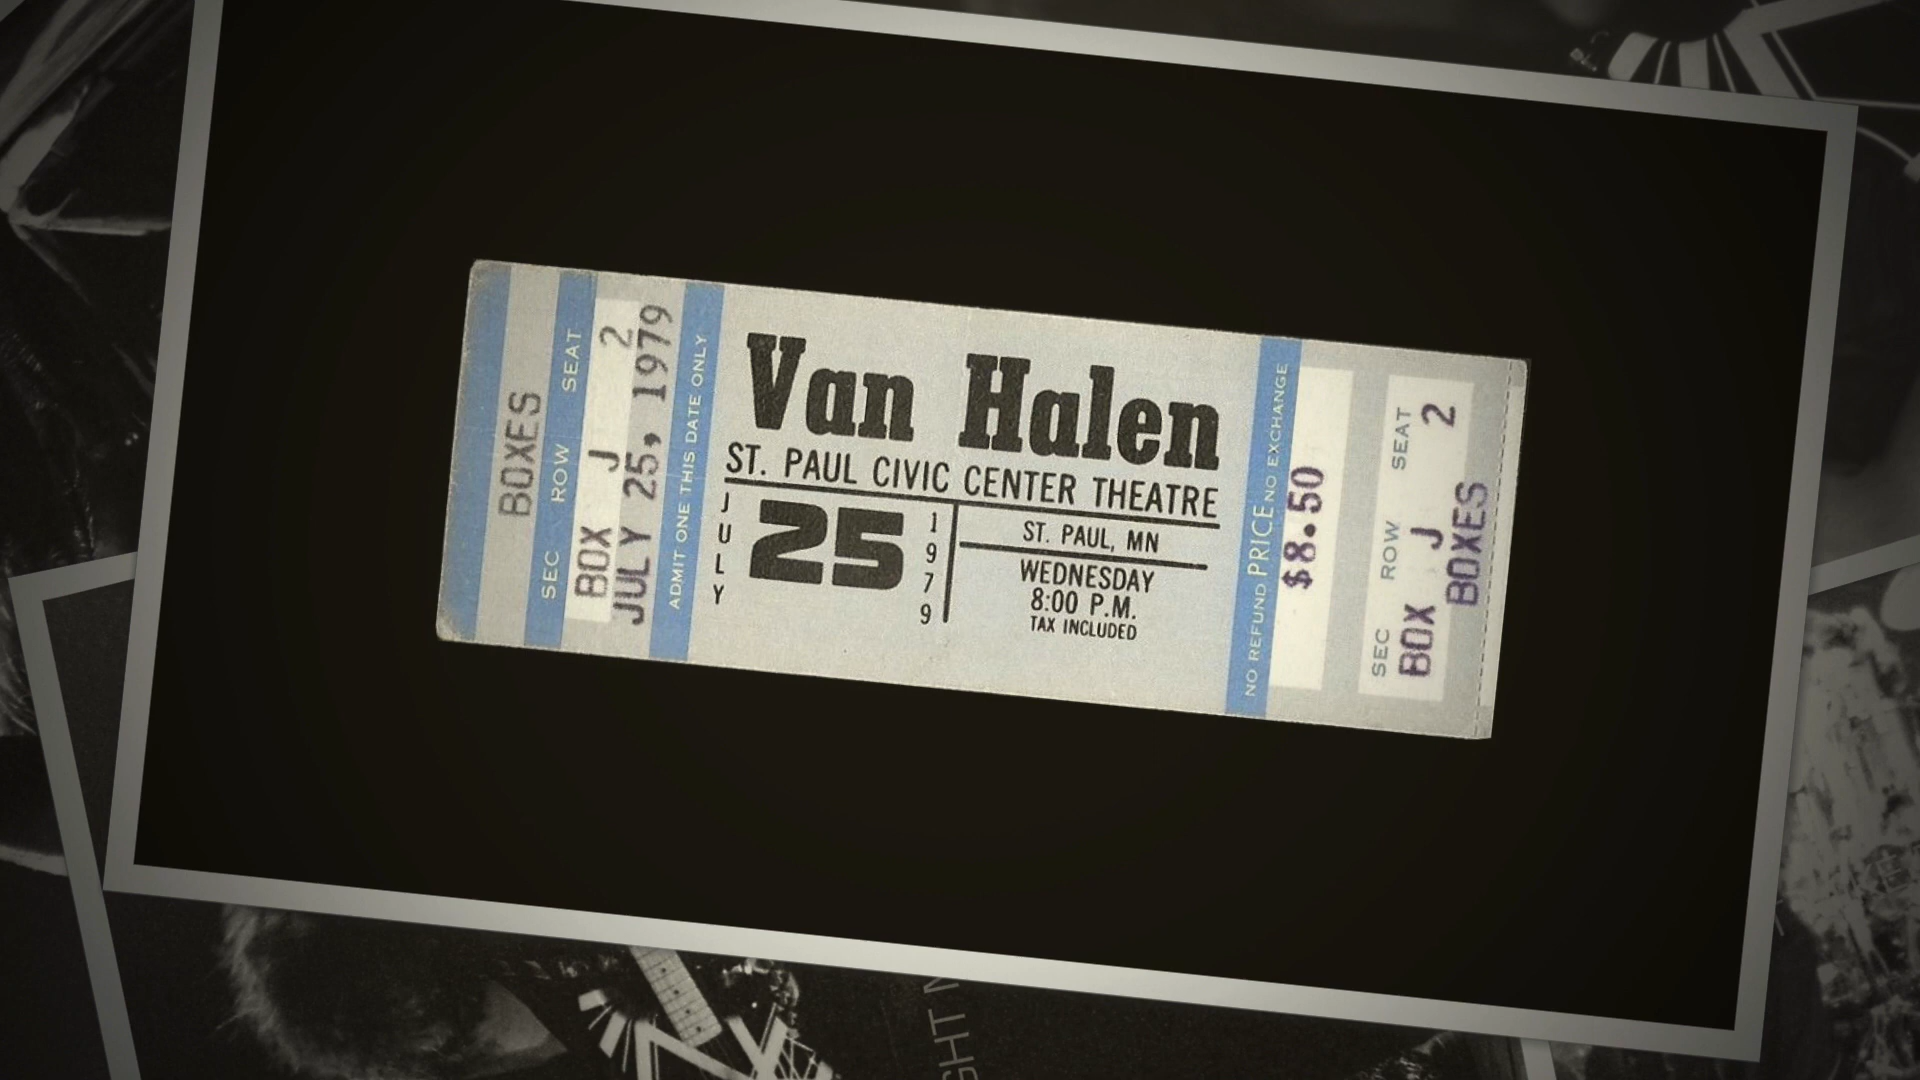 BOXES
SEC ROW SEAT
BOX J 2
JULY 25, 1979
ADMIT ONE THIS DATE ONLY
Van Halen
ST. PAUL CIVIC CENTER THEATRE
JULY
25
1979
ST. PAUL, MN
WEDNESDAY
8:00 P.M.
TAX INCLUDED
NO REFUND PRICE NO EXCHANGE
$8.50
SEC ROW SEAT
BOX J 2
BOXES